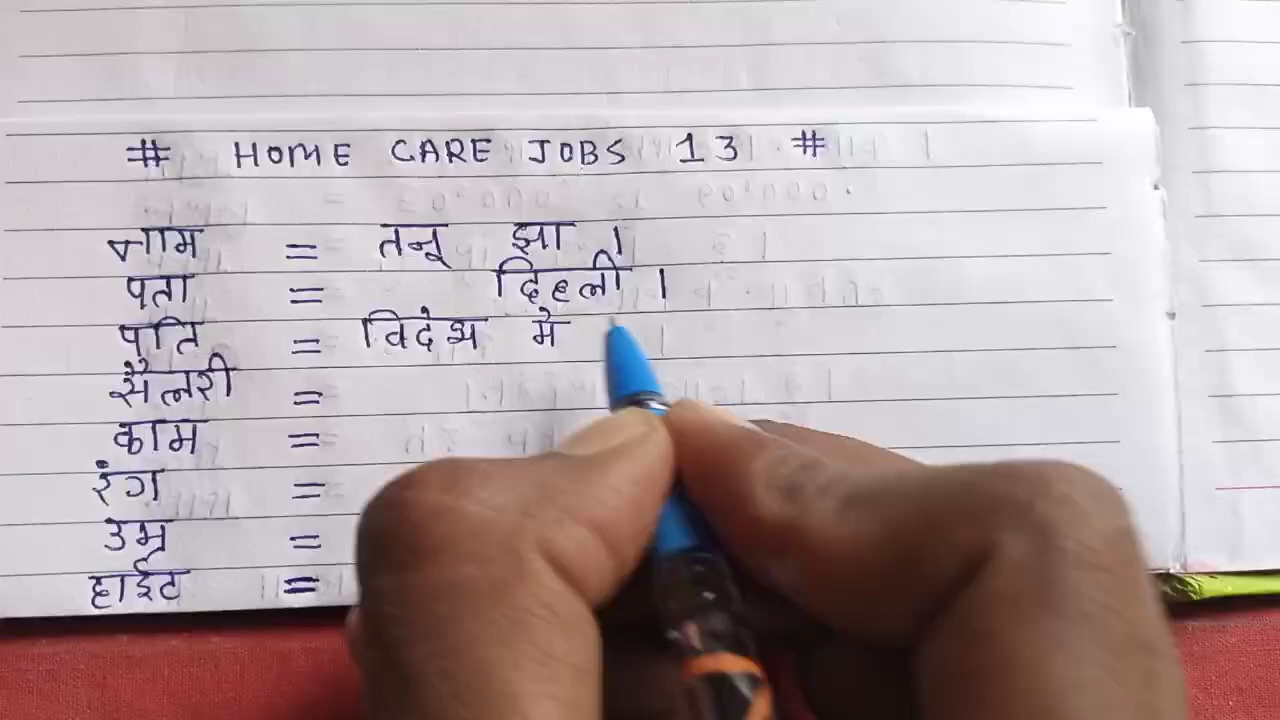 # HOME CARE JOBS 13 #
नाम = तनू झा ।
पता = दिल्ली ।
पति = विदेश मे
सैलरी =
काम =
रंग =
उम्र =
हाईट =